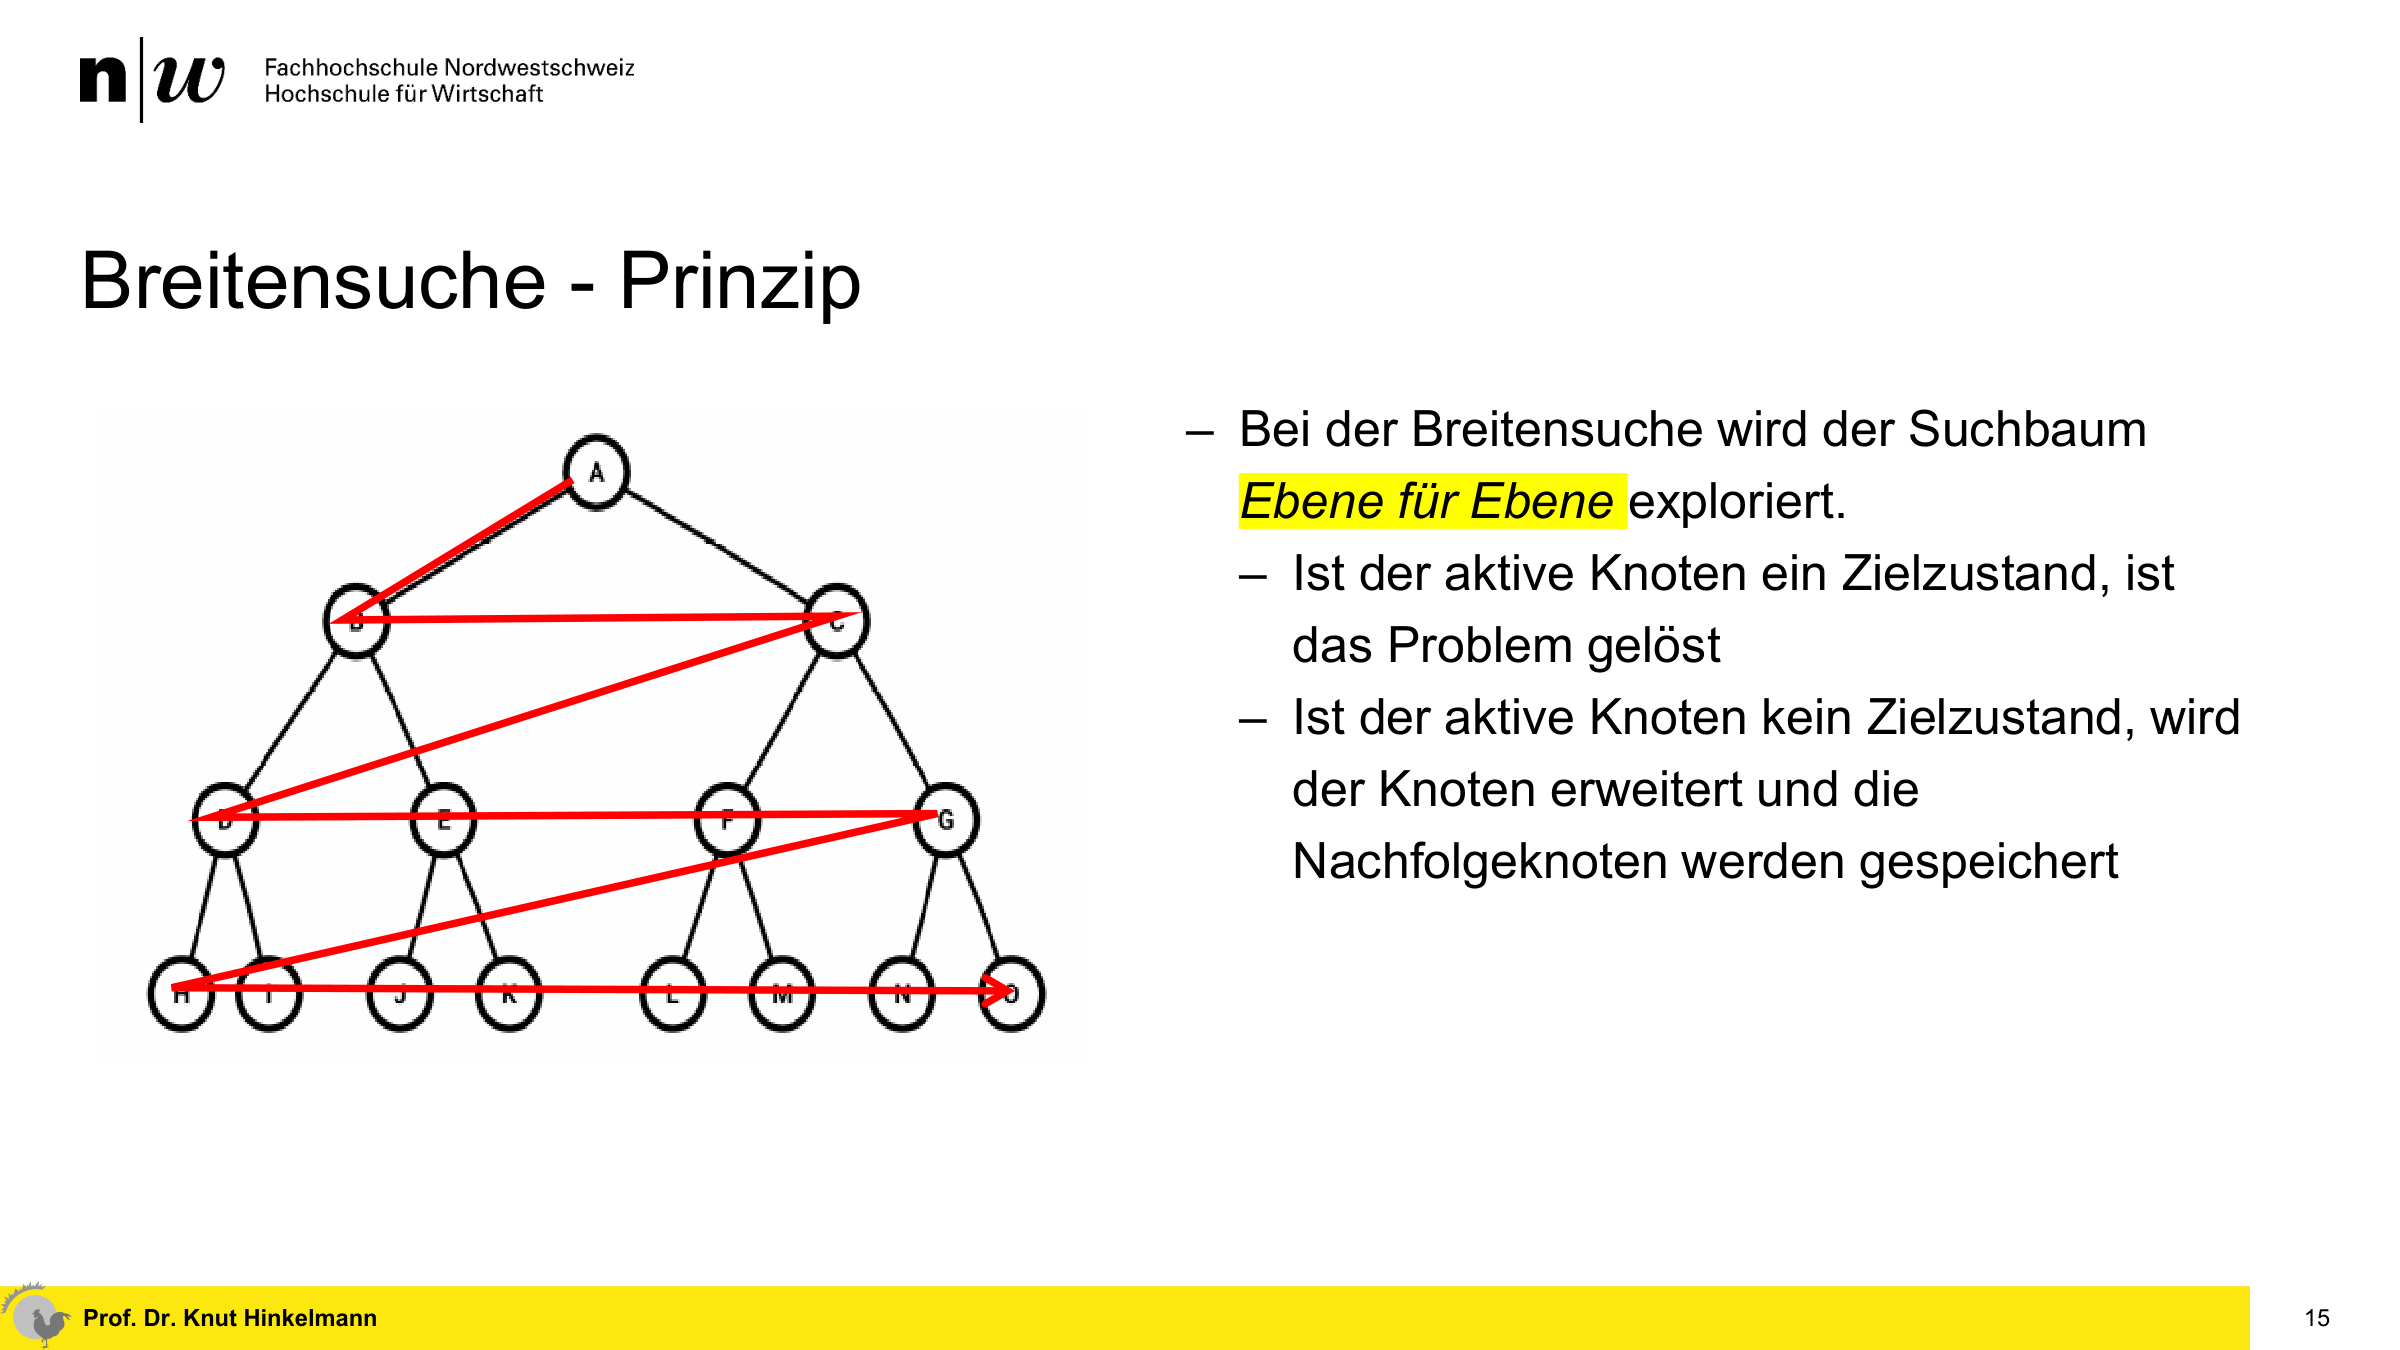 n|w Fachhochschule Nordwestschweiz
Hochschule für Wirtschaft
Breitensuche - Prinzip
A
B C
D E F G
H I J K L M N O
– Bei der Breitensuche wird der Suchbaum
Ebene für Ebene exploriert.
– Ist der aktive Knoten ein Zielzustand, ist
das Problem gelöst
– Ist der aktive Knoten kein Zielzustand, wird
der Knoten erweitert und die
Nachfolgeknoten werden gespeichert
Prof. Dr. Knut Hinkelmann
15